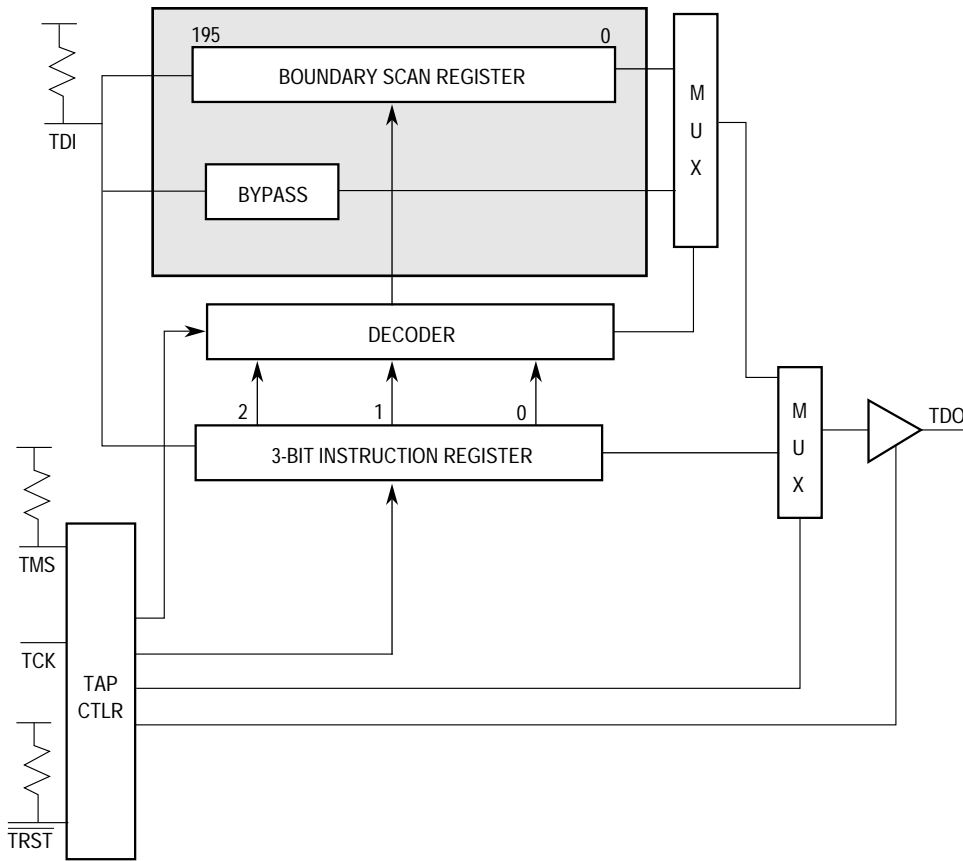 195
0
BOUNDARY SCAN REGISTER
M
U
X
TDI
BYPASS
DECODER
2
1
0
3-BIT INSTRUCTION REGISTER
M
U
X
TDO
TMS
TCK
TAP
CTLR
TRST